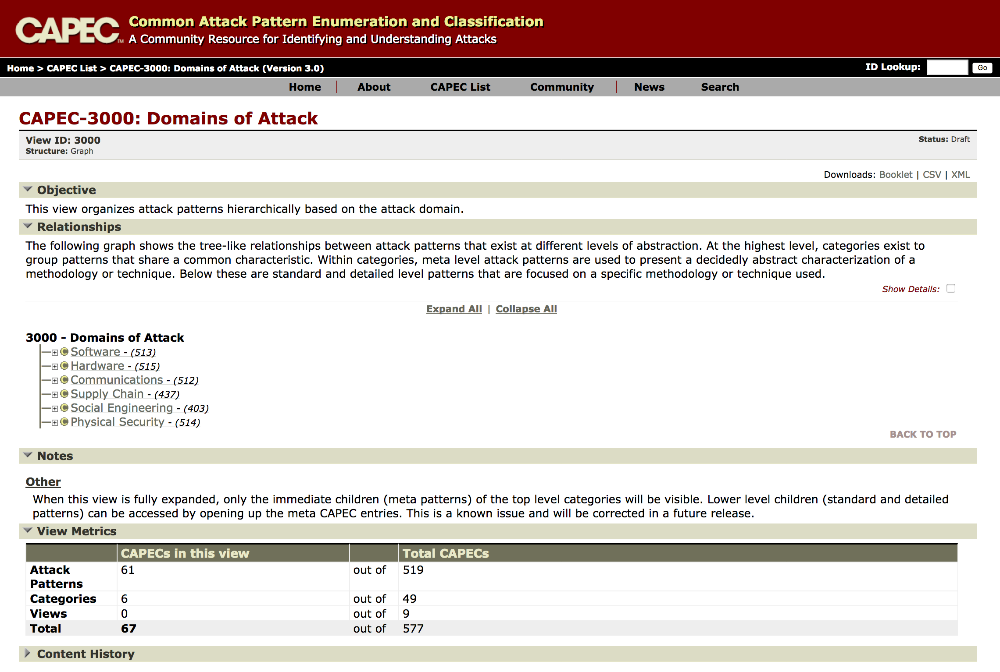 CAPEC™
Common Attack Pattern Enumeration and Classification
A Community Resource for Identifying and Understanding Attacks
Home > CAPEC List > CAPEC-3000: Domains of Attack (Version 3.0)
ID Lookup: Go
Home About CAPEC List Community News Search
CAPEC-3000: Domains of Attack
View ID: 3000
Status: Draft
Structure: Graph
Downloads: Booklet | CSV | XML
Objective
This view organizes attack patterns hierarchically based on the attack domain.
Relationships
The following graph shows the tree-like relationships between attack patterns that exist at different levels of abstraction. At the highest level, categories exist to
group patterns that share a common characteristic. Within categories, meta level attack patterns are used to present a decidedly abstract characterization of a
methodology or technique. Below these are standard and detailed level patterns that are focused on a specific methodology or technique used.
Show Details:
Expand All | Collapse All
3000 - Domains of Attack
C Software - (513)
C Hardware - (515)
C Communications - (512)
C Supply Chain - (437)
C Social Engineering - (403)
C Physical Security - (514)
BACK TO TOP
Notes
Other
When this view is fully expanded, only the immediate children (meta patterns) of the top level categories will be visible. Lower level children (standard and detailed
patterns) can be accessed by opening up the meta CAPEC entries. This is a known issue and will be corrected in a future release.
View Metrics
CAPECs in this view Total CAPECs
Attack Patterns 61 out of 519
Categories 6 out of 49
Views 0 out of 9
Total 67 out of 577
Content History